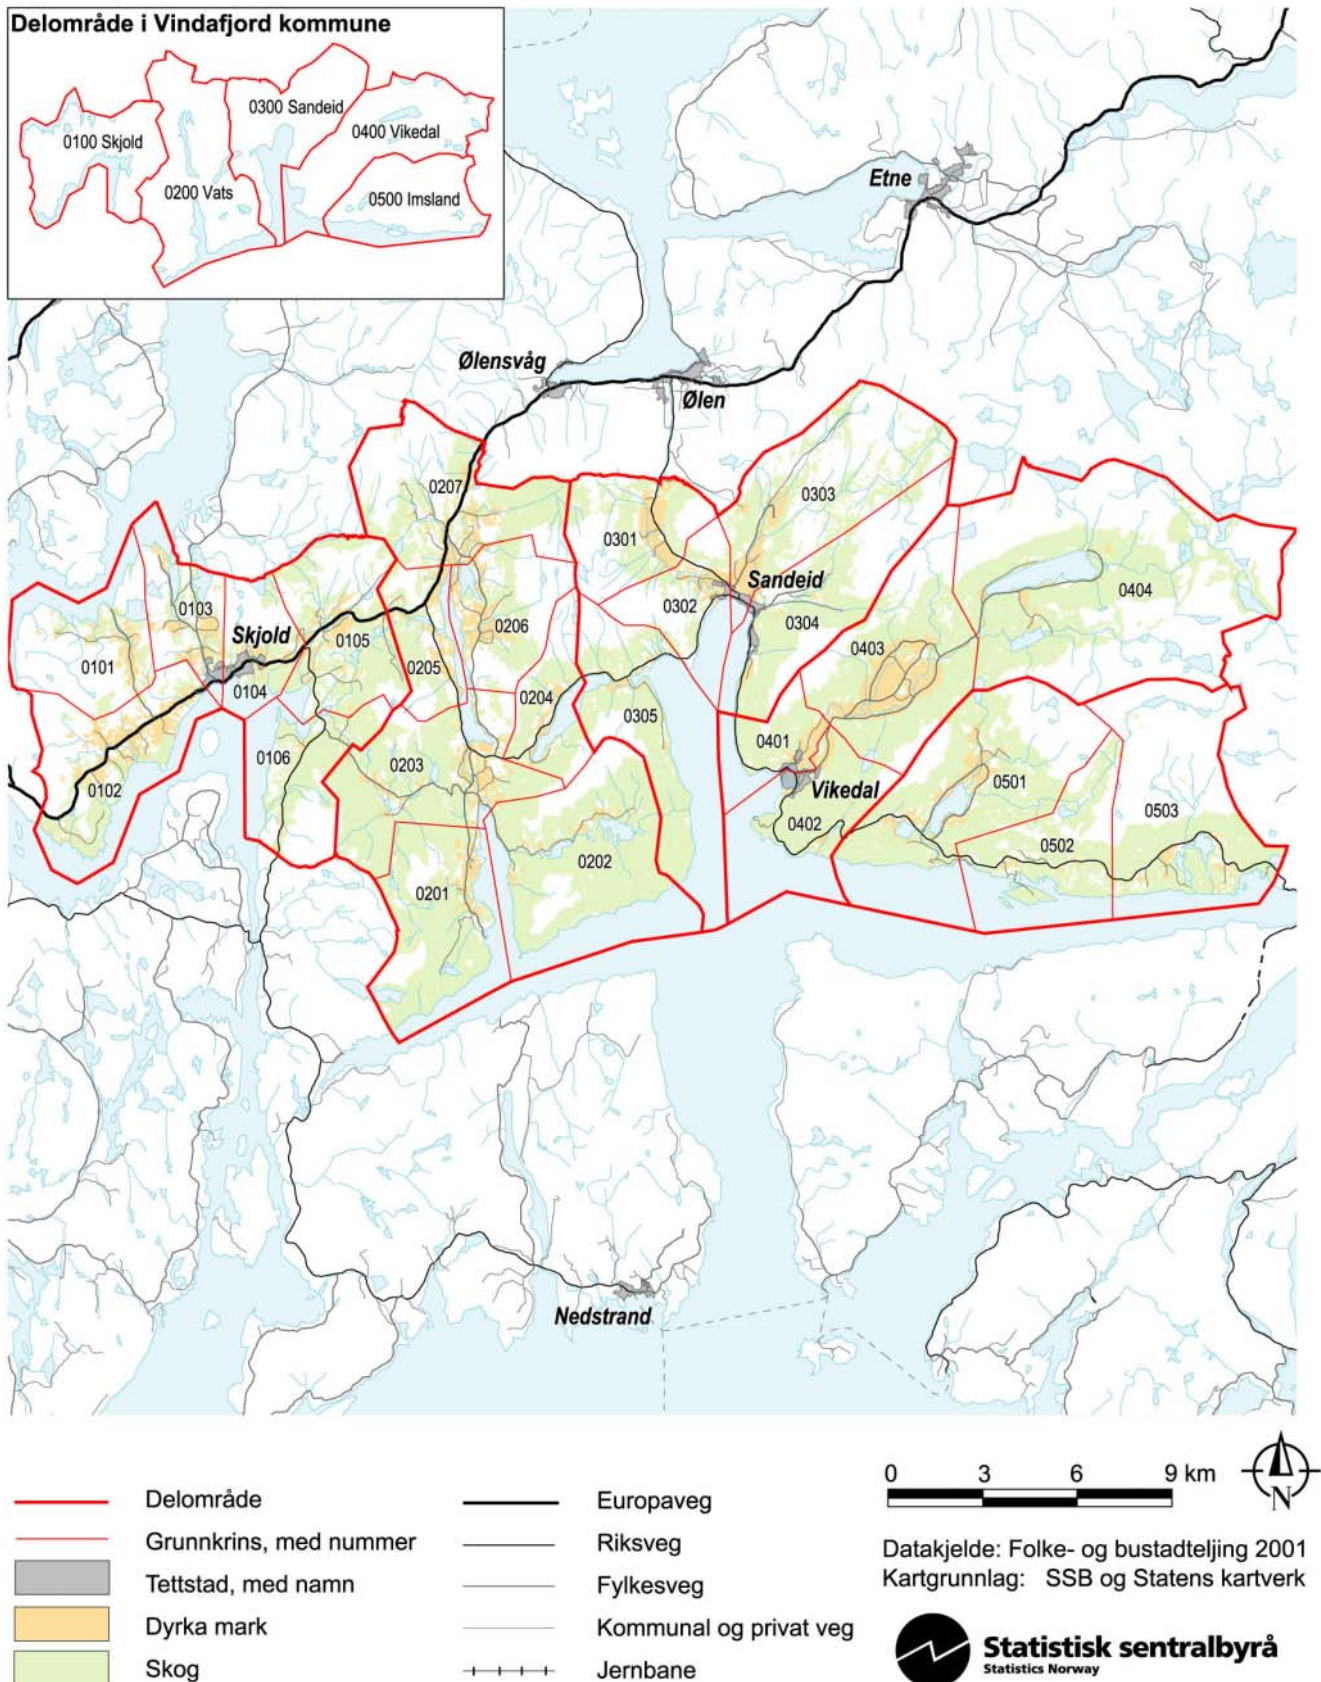 Delområde i Vindafjord kommune
0300 Sandeid
0100 Skjold
0400 Vikedal
0200 Vats
0500 Imsland
Etne
Ølensvåg
Ølen
0207
0303
0301
Sandeid
0404
0103
0302
0304
0206
Skjold
0105
0101
0403
0205
0104
0204
0305
0106
0401
0203
0501
Vikedal
0102
0503
0402
0502
0202
0201
Nedstrand
0 3 6 9 km
N
Delområde
Grunnkrins, med nummer
Tettstad, med namn
Dyrka mark
Skog
Europaveg
Riksveg
Fylkesveg
Kommunal og privat veg
Jernbane
Datakjelde: Folke- og bustadteljing 2001
Kartgrunnlag: SSB og Statens kartverk
Statistisk sentralbyrå
Statistics Norway